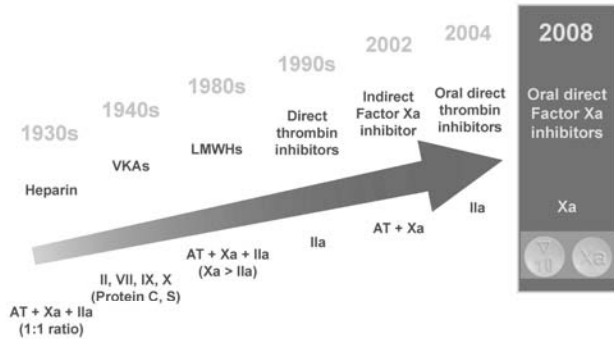 1930s
Heparin
AT + Xa + IIa
(1:1 ratio)
1940s
VKAs
II, VII, IX, X
(Protein C, S)
1980s
LMWHs
AT + Xa + IIa
(Xa > IIa)
1990s
Direct
thrombin
inhibitors
IIa
2002
Indirect
Factor Xa
inhibitor
AT + Xa
2004
Oral direct
thrombin
inhibitors
IIa
2008
Oral direct
Factor Xa
inhibitors
Xa
10
Xa